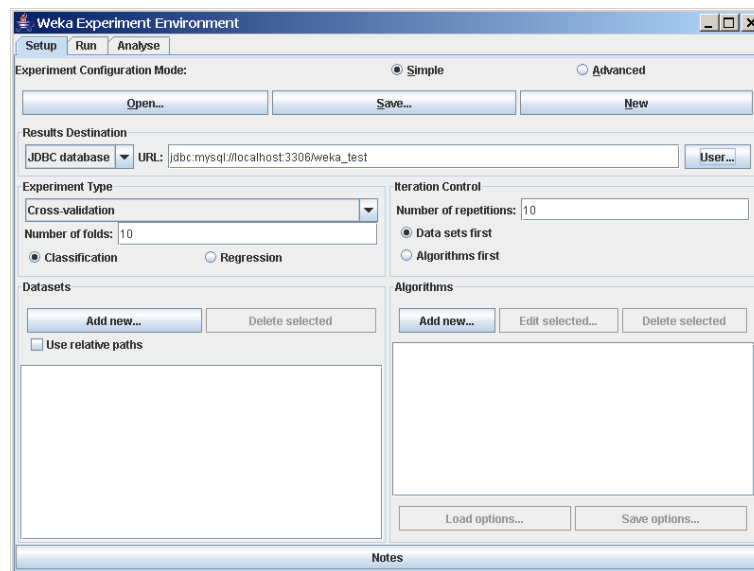 Weka Experiment Environment
Setup Run Analyse
Experiment Configuration Mode: Simple Advanced
Open... Save... New
Results Destination
JDBC database URL: jdbc:mysql://localhost:3306/weka_test User...
Experiment Type
Cross-validation
Number of folds: 10
Classification Regression
Iteration Control
Number of repetitions: 10
Data sets first
Algorithms first
Datasets
Add new... Delete selected
Use relative paths
Algorithms
Add new... Edit selected... Delete selected
Load options... Save options...
Notes